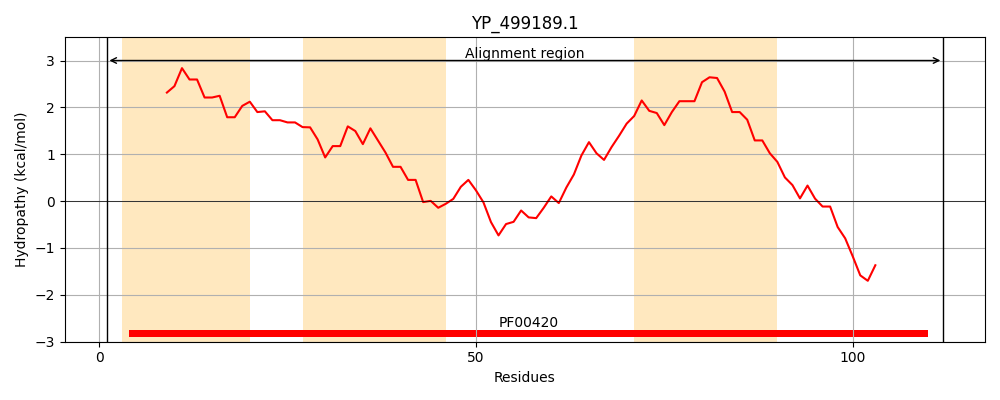 YP_499189.1
Alignment region
Hydropathy (kcal/mol)
3
2
1
0
−1
−2
−3
PF00420
0
50
100
Residues